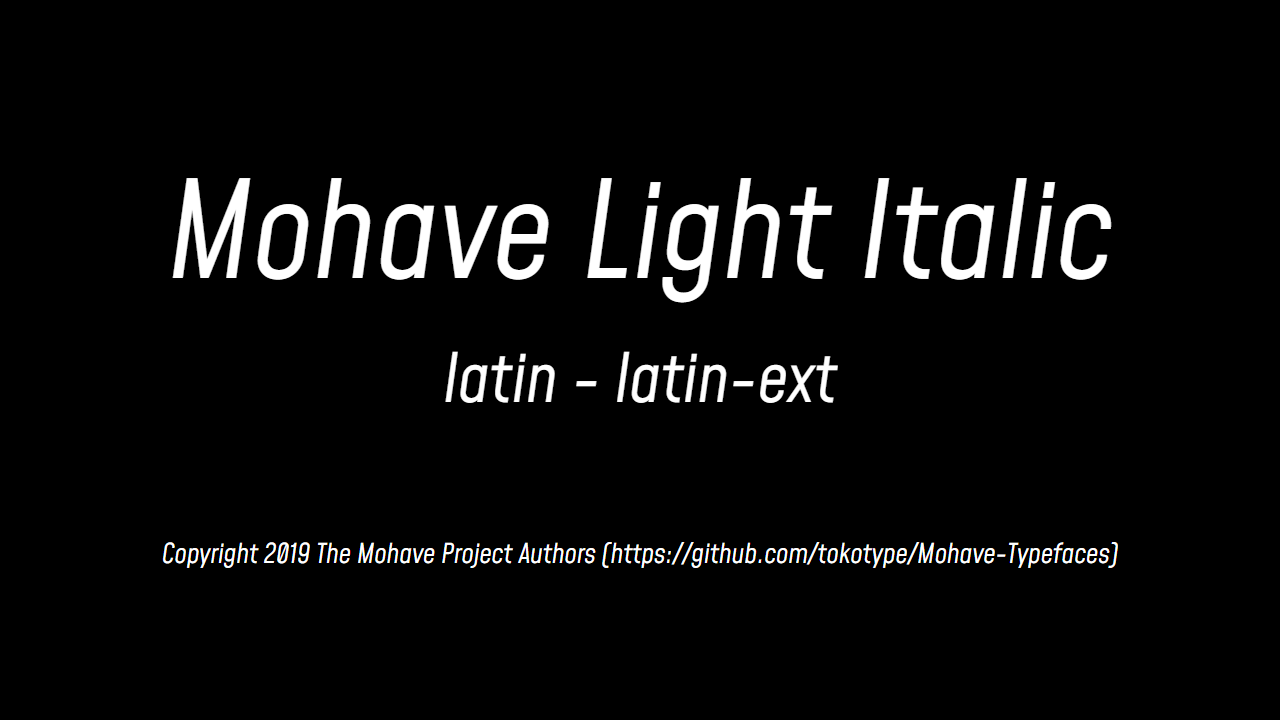 Mohave Light Italic
latin - latin-ext
Copyright 2019 The Mohave Project Authors (https://github.com/tokotype/Mohave-Typefaces)